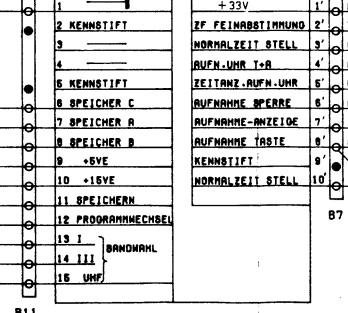 1
2 KENNSTIFT
3
4
5 KENNSTIFT
6 SPEICHER C
7 SPEICHER A
8 SPEICHER B
9 +5VE
10 +15VE
11 SPEICHERN
12 PROGRAMMWECHSEL
13 I
14 III
BANDWAHL
15 UHF
B11
+33V 1'
ZF FEINABSTIMMUNG 2'
NORMALZEIT STELL 3'
AUFN.UHR T+A 4'
ZEITANZ.AUFN.UHR 5'
AUFNAHME SPERRE 6'
AUFNAHME-ANZEIGE 7'
AUFNAHME TASTE 8'
KENNSTIFT 9'
NORMALZEIT STELL 10'
B7